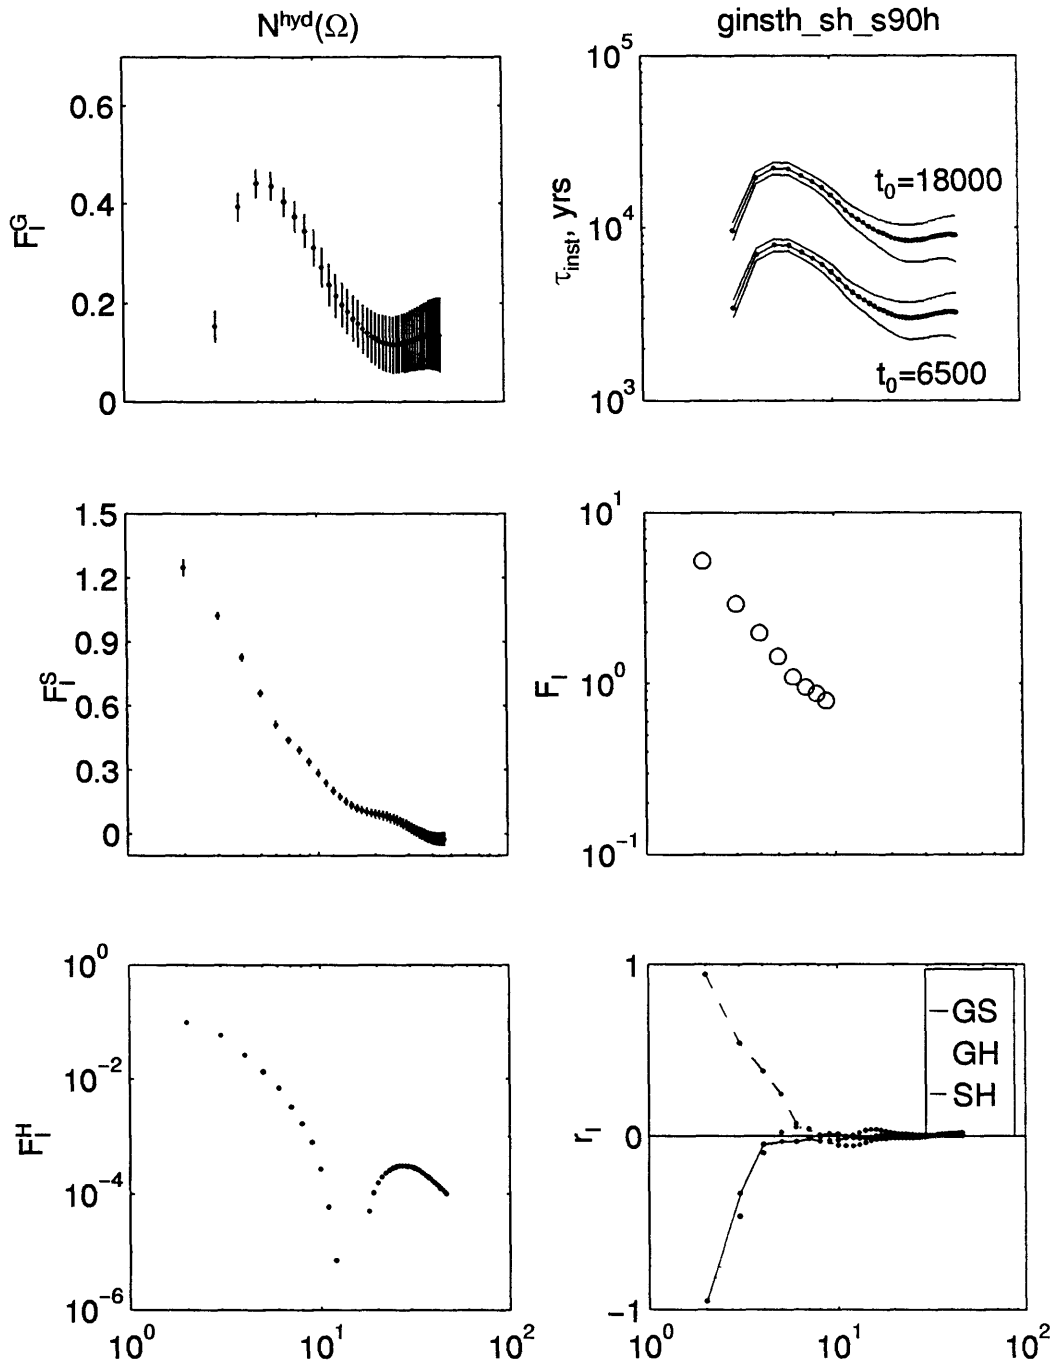 N^hyd(Ω)
0.6
0.4
0.2
0
F_l^G
ginsth_sh_s90h
10^5
10^4
10^3
τ_inst, yrs
t_0=18000
t_0=6500
1.5
1.2
0.9
0.6
0.3
0
F_l^S
10^1
10^0
10^-1
F_l
10^0
10^-2
10^-4
10^-6
F_l^H
10^0
10^1
10^2
1
0
-1
r_l
GS
GH
SH
10^0
10^1
10^2